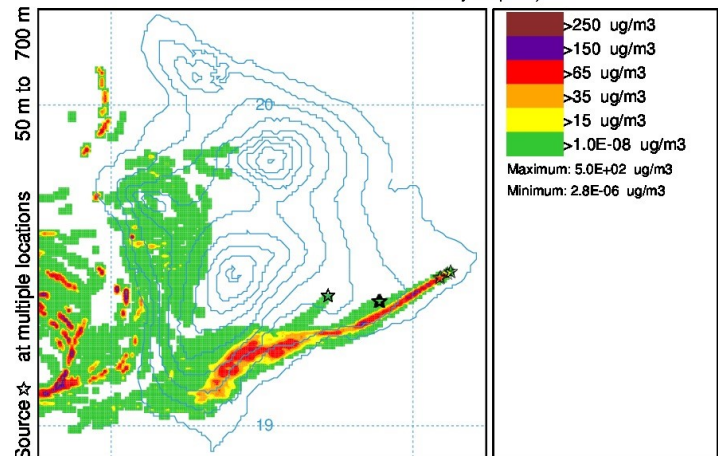 Source ☆ at multiple locations 50 m to 700 m
20
19
>250 ug/m3
>150 ug/m3
>65 ug/m3
>35 ug/m3
>15 ug/m3
>1.0E-08 ug/m3
Maximum: 5.0E+02 ug/m3
Minimum: 2.8E-06 ug/m3